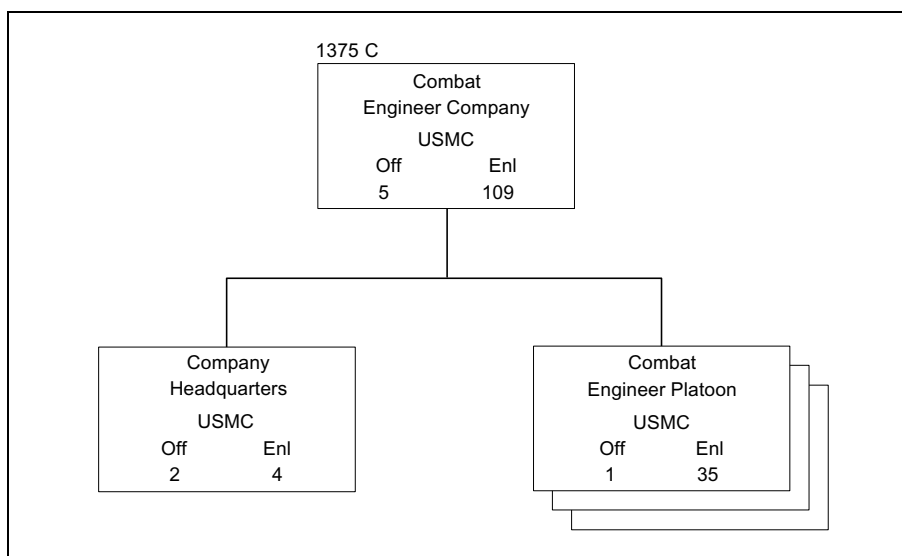 1375 C
Combat
Engineer Company
USMC
Off Enl
5 109
Company
Headquarters
USMC
Off Enl
2 4
Combat
Engineer Platoon
USMC
Off Enl
1 35